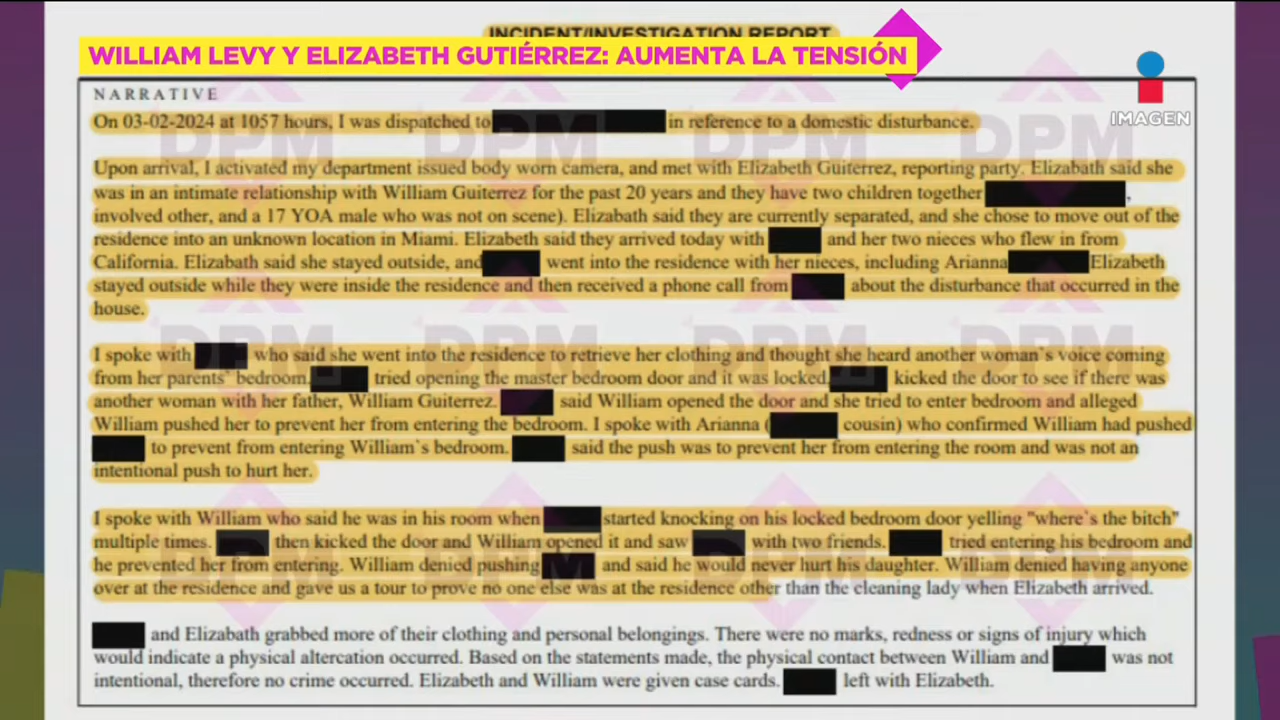 INCIDENT/INVESTIGATION REPORT
WILLIAM LEVY Y ELIZABETH GUTIÉRREZ: AUMENTA LA TENSIÓN
IMAGEN
NARRATIVE
On 03-02-2024 at 1057 hours, I was dispatched to in reference to a domestic disturbance.
Upon arrival, I activated my department issued body worn camera, and met with Elizabeth Guiterrez, reporting party. Elizabath said she
was in an intimate relationship with William Guiterrez for the past 20 years and they have two children together ,
involved other, and a 17 YOA male who was not on scene). Elizabath said they are currently separated, and she chose to move out of the
residence into an unknown location in Miami. Elizabeth said they arrived today with and her two nieces who flew in from
California. Elizabath said she stayed outside, and went into the residence with her nieces, including Arianna Elizabeth
stayed outside while they were inside the residence and then received a phone call from about the disturbance that occurred in the
house.
I spoke with who said she went into the residence to retrieve her clothing and thought she heard another woman`s voice coming
from her parents` bedroom. tried opening the master bedroom door and it was locked. kicked the door to see if there was
another woman with her father, William Guiterrez. said William opened the door and she tried to enter bedroom and alleged
William pushed her to prevent her from entering the bedroom. I spoke with Arianna ( cousin) who confirmed William had pushed
to prevent from entering William`s bedroom. said the push was to prevent her from entering the room and was not an
intentional push to hurt her.
I spoke with William who said he was in his room when started knocking on his locked bedroom door yelling "where`s the bitch"
multiple times. then kicked the door and William opened it and saw with two friends. tried entering his bedroom and
he prevented her from entering. William denied pushing and said he would never hurt his daughter. William denied having anyone
over at the residence and gave us a tour to prove no one else was at the residence other than the cleaning lady when Elizabeth arrived.
and Elizabath grabbed more of their clothing and personal belongings. There were no marks, redness or signs of injury which
would indicate a physical altercation occurred. Based on the statements made, the physical contact between William and was not
intentional, therefore no crime occurred. Elizabeth and William were given case cards. left with Elizabeth.
DPM DPM DPM DPM
DPM DPM DPM DPM
DPM DPM DPM DPM